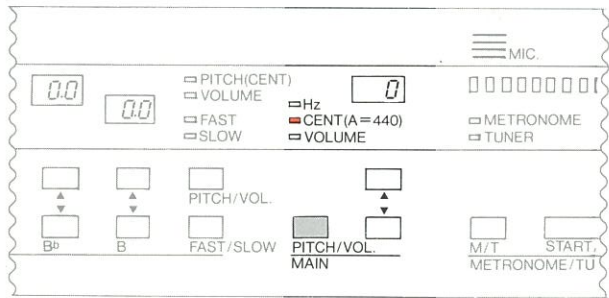 MIC.
0.0
0.0
PITCH(CENT)
VOLUME
FAST
SLOW
0
Hz
CENT(A=440)
VOLUME
METRONOME
TUNER
PITCH/VOL.
Bb
B
FAST/SLOW
PITCH/VOL.
MAIN
M/T
START
METRONOME/TU